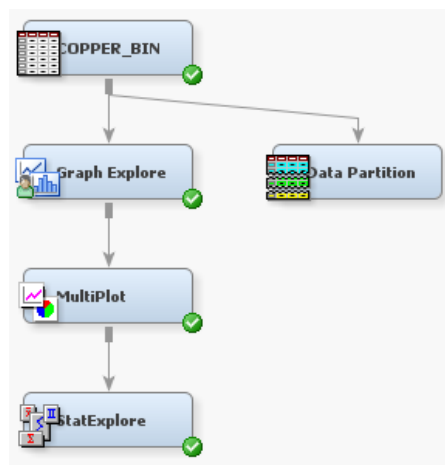 COPPER_BIN
Graph Explore
Data Partition
MultiPlot
StatExplore